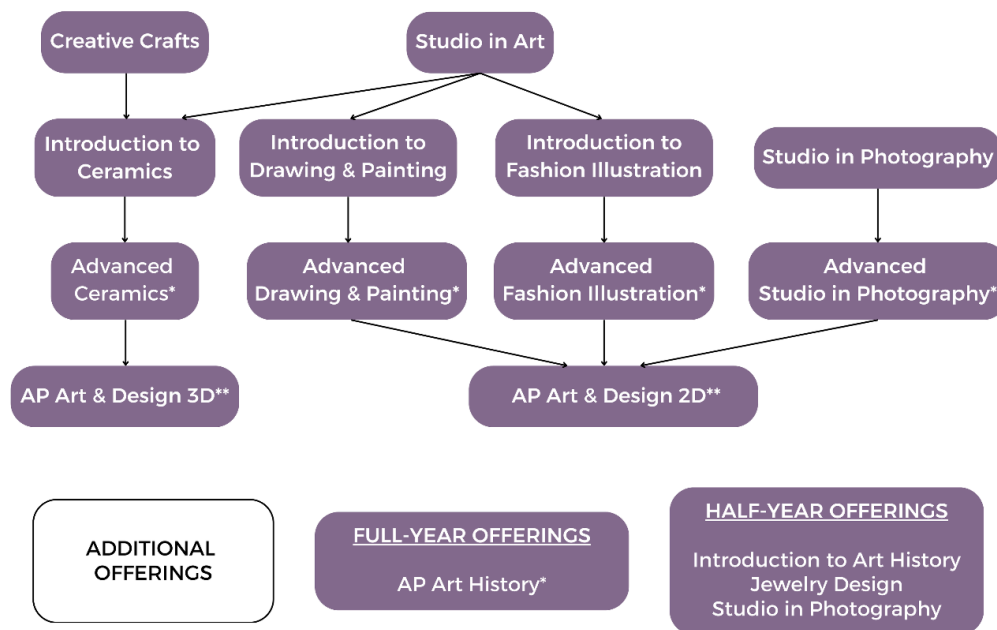 Creative Crafts
Studio in Art
Introduction to
Ceramics
Introduction to
Drawing & Painting
Introduction to
Fashion Illustration
Studio in Photography
Advanced
Ceramics*
Advanced
Drawing & Painting*
Advanced
Fashion Illustration*
Advanced
Studio in Photography*
AP Art & Design 3D**
AP Art & Design 2D**
ADDITIONAL
OFFERINGS
FULL-YEAR OFFERINGS
AP Art History*
HALF-YEAR OFFERINGS
Introduction to Art History
Jewelry Design
Studio in Photography